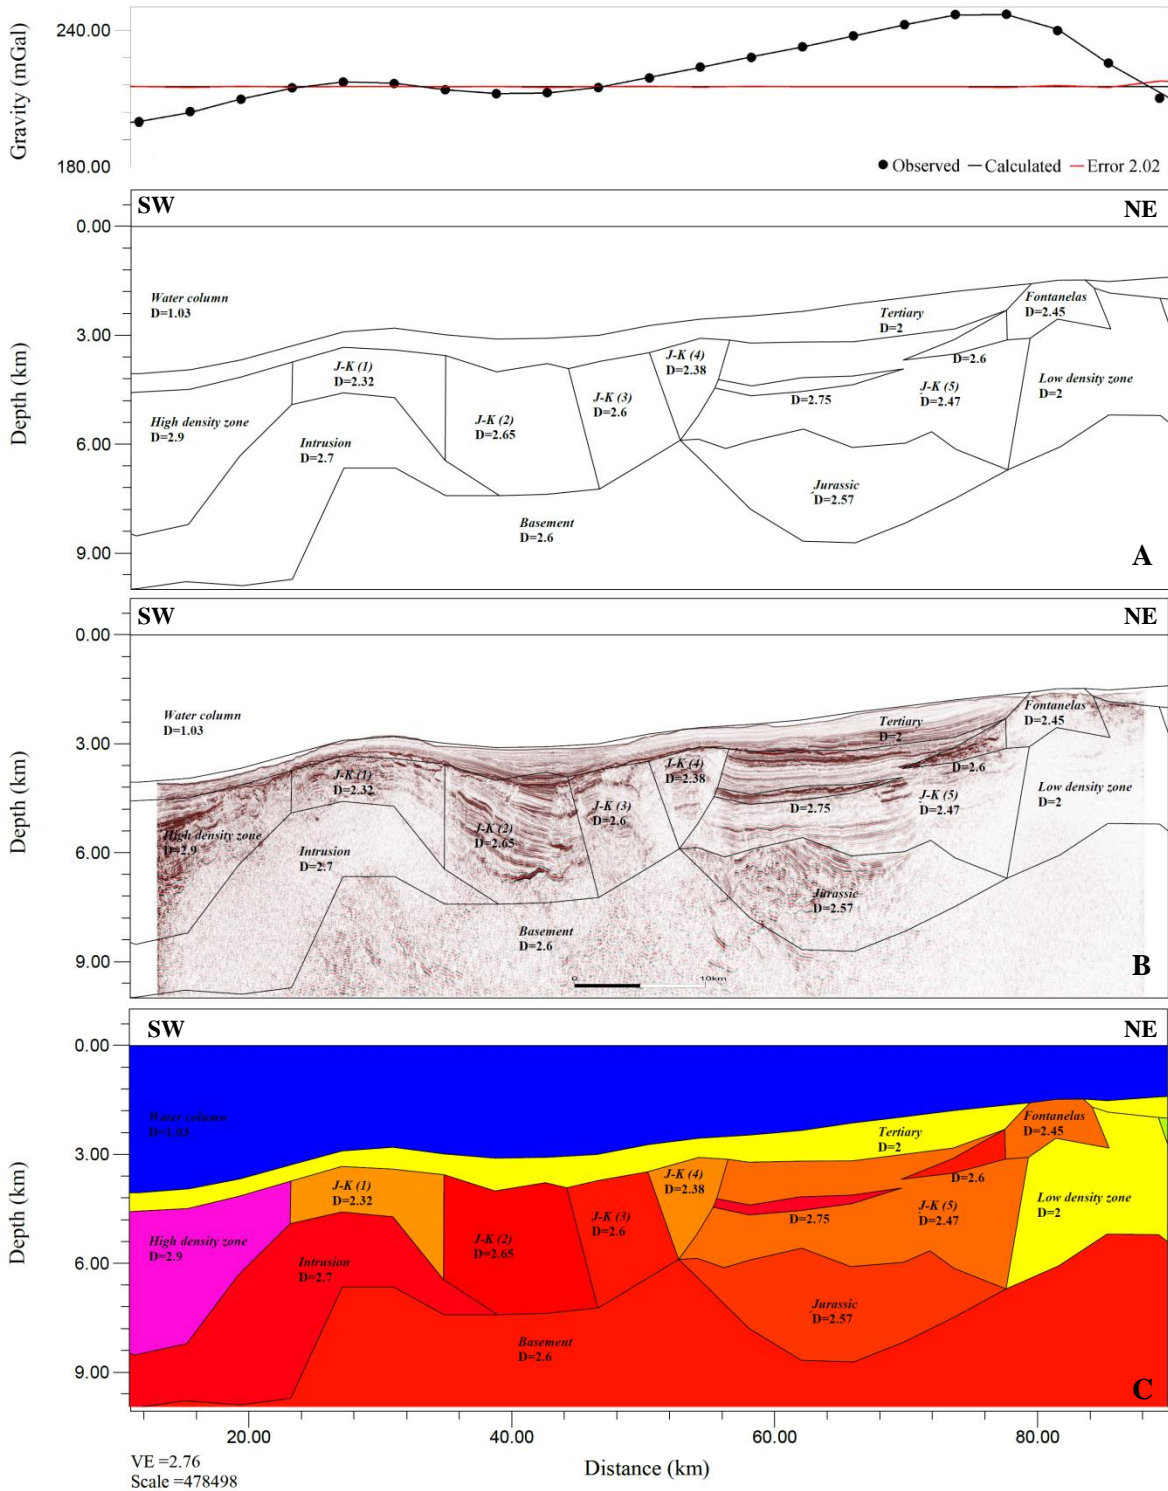 240.00
Gravity (mGal)
180.00
Observed Calculated Error 2.02
SW NE
0.00
Water column
D=1.03
Fontanelas
D=2.45
Tertiary
D=2
3.00
J-K (4)
D=2.38
D=2.6
J-K (1)
D=2.32
Low density zone
D=2
J-K (5)
D=2.47
D=2.75
J-K (3)
D=2.6
Depth (km)
High density zone
D=2.9
J-K (2)
D=2.65
6.00
Intrusion
D=2.7
Jurassic
D=2.57
Basement
D=2.6
9.00
A
SW NE
0.00
Water column
D=1.03
Fontanelas
D=2.45
Tertiary
D=2
3.00
J-K (4)
D=2.38
D=2.6
J-K (1)
D=2.32
Low density zone
D=2
J-K (5)
D=2.47
D=2.75
J-K (3)
D=2.6
Depth (km)
High density zone
D=2.9
J-K (2)
D=2.65
6.00
Intrusion
D=2.7
Jurassic
D=2.57
Basement
D=2.6
9.00
0 10km
B
SW NE
0.00
Water column
D=1.03
Fontanelas
D=2.45
Tertiary
D=2
3.00
J-K (4)
D=2.38
D=2.6
J-K (1)
D=2.32
Low density zone
D=2
J-K (5)
D=2.47
D=2.75
J-K (3)
D=2.6
Depth (km)
High density zone
D=2.9
J-K (2)
D=2.65
6.00
Intrusion
D=2.7
Jurassic
D=2.57
Basement
D=2.6
9.00
C
20.00 40.00 60.00 80.00
VE =2.76
Scale =478498
Distance (km)